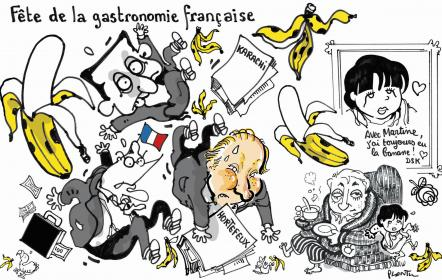 Fête de la gastronomie française
KARACHI
Avec Martine,
j'ai toujours eu
la banane!
DSK
HORTEFEUX
Plantu